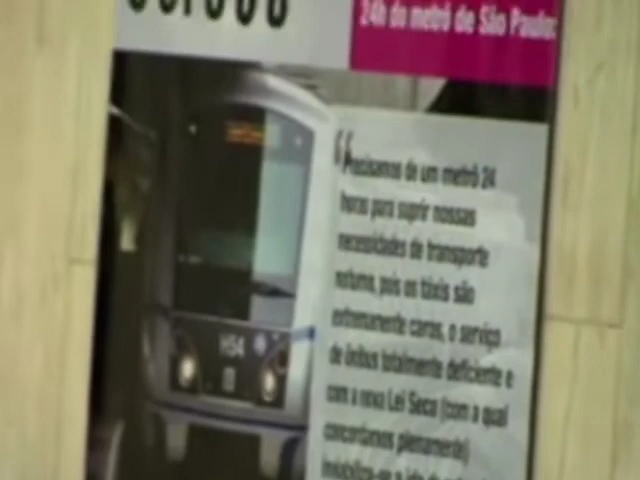 24h do metrô de São Paulo:
“Precisamos de um metrô 24
horas para suprir nossas
necessidades de transporte
noturno, pois os táxis são
extremamente caros, o serviço
de ônibus totalmente deficiente e
com a nova Lei Seca (com a qual
concordamos plenamente)
H54